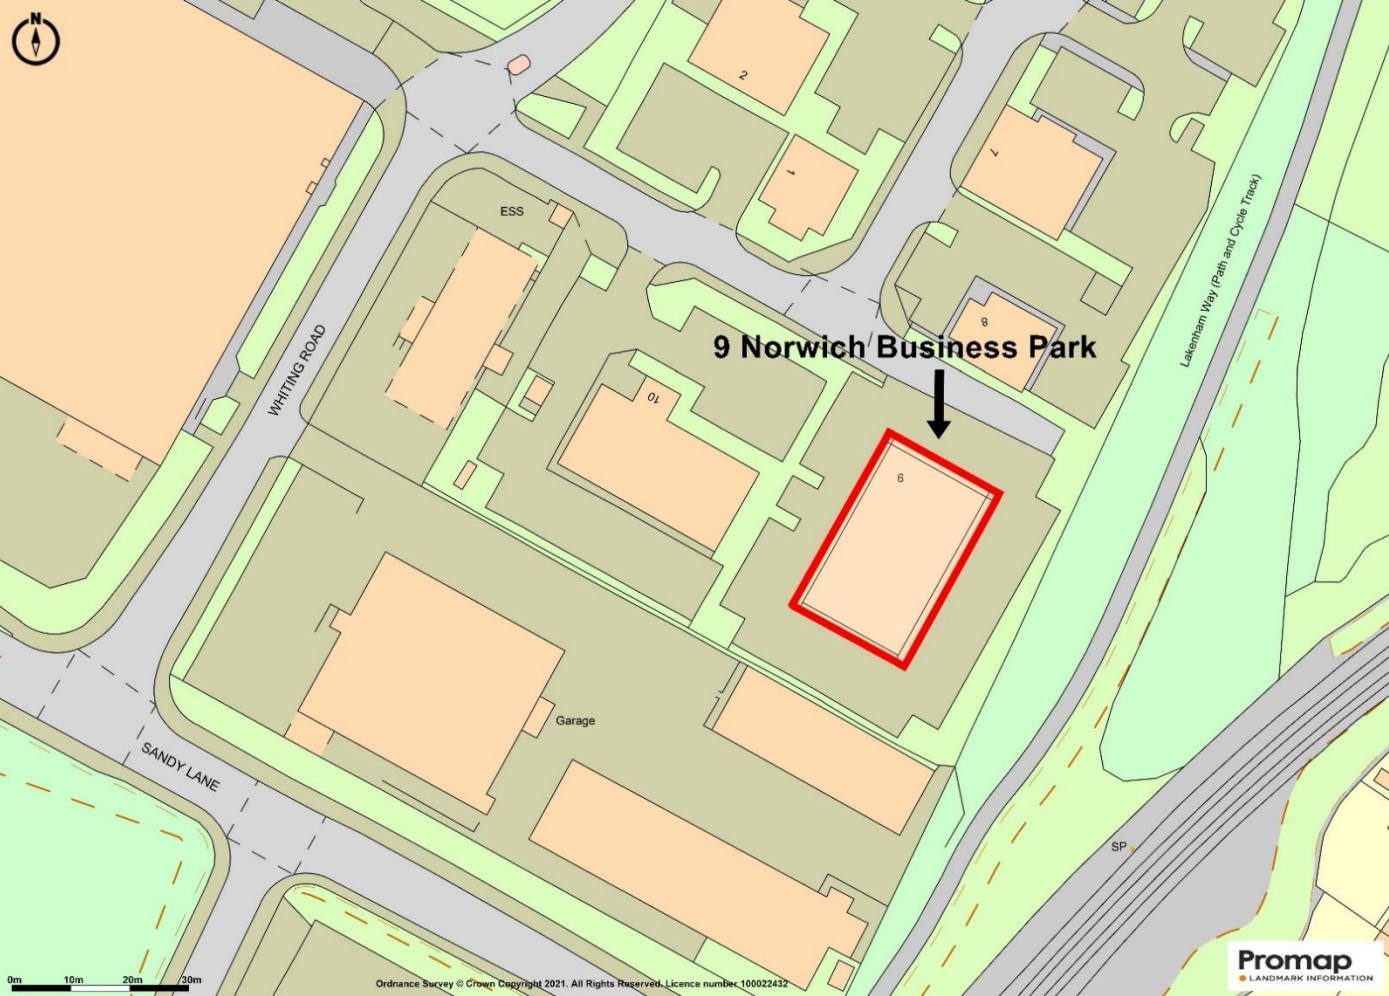 N
2
1
7
ESS
8
Lakenham Way (Path and Cycle Track)
9 Norwich Business Park
WHITING ROAD
10
9
Garage
SANDY LANE
SP
0m 10m 20m 30m
Ordnance Survey © Crown Copyright 2021. All Rights Reserved. Licence number 100022432
Promap
LANDMARK INFORMATION